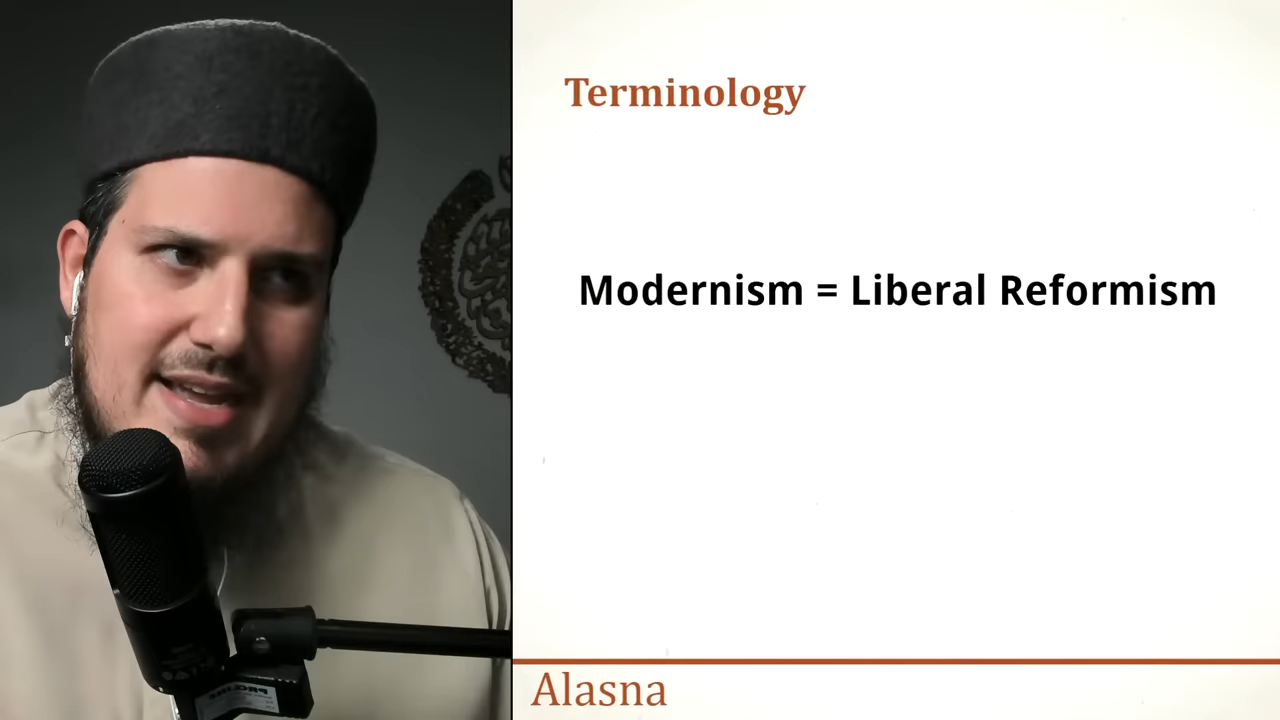 Terminology
Modernism = Liberal Reformism
Alasna